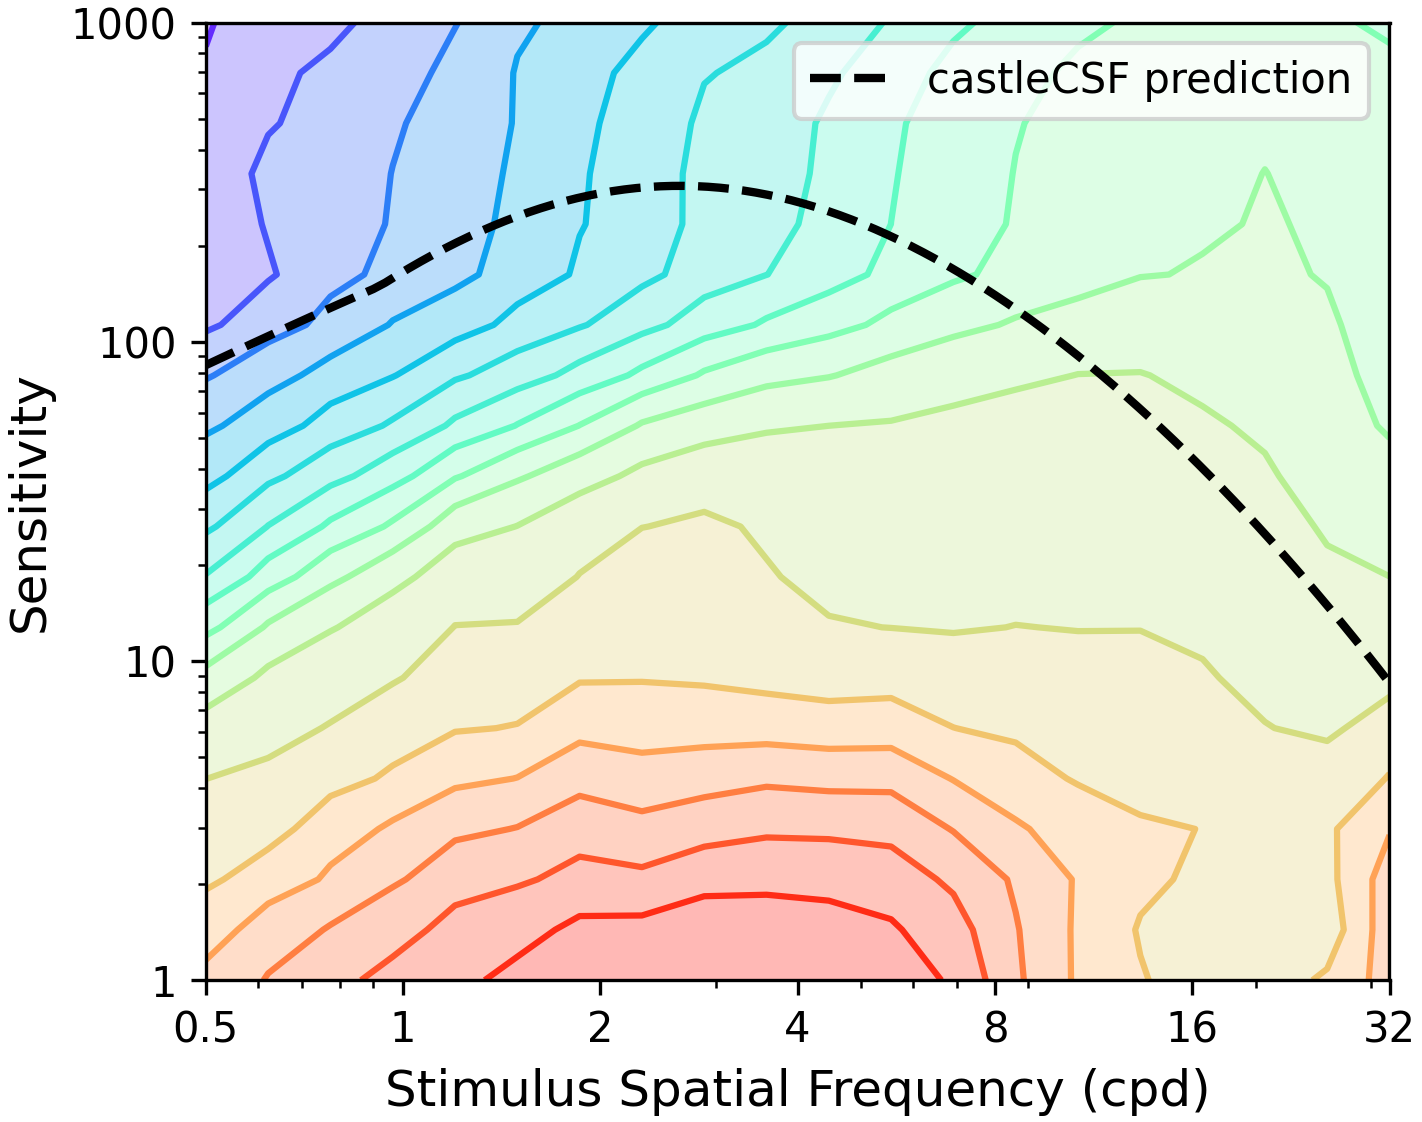 1000
castleCSF prediction
100
Sensitivity
10
1
0.5 1 2 4 8 16 32
Stimulus Spatial Frequency (cpd)